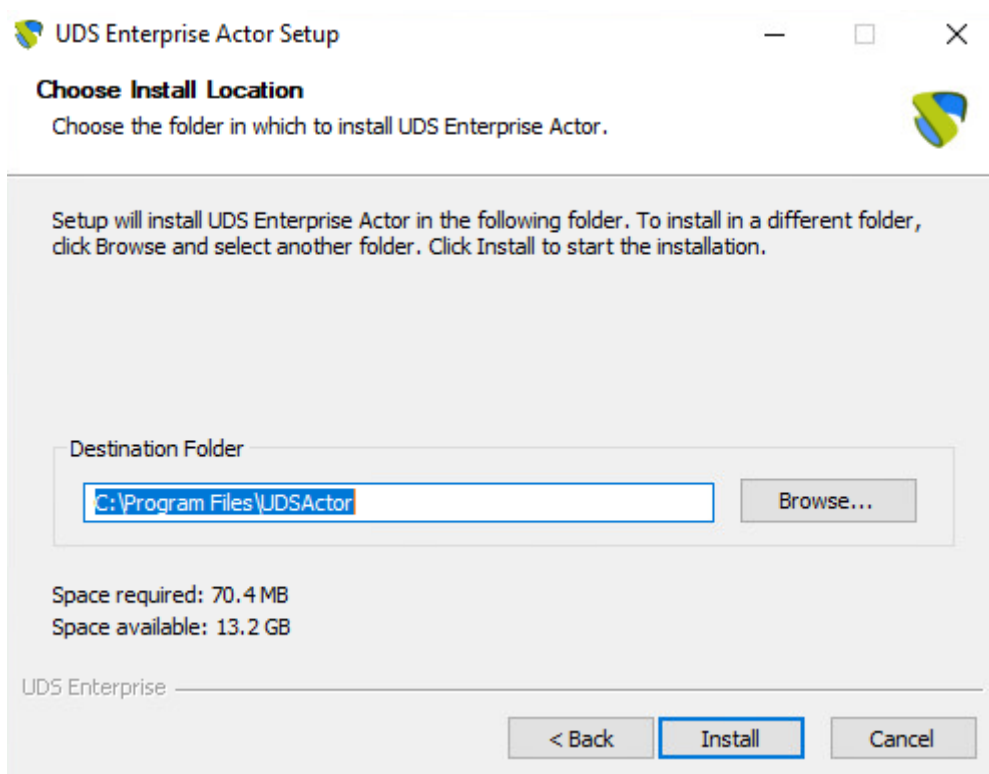 UDS Enterprise Actor Setup
Choose Install Location
Choose the folder in which to install UDS Enterprise Actor.
Setup will install UDS Enterprise Actor in the following folder. To install in a different folder,
click Browse and select another folder. Click Install to start the installation.
Destination Folder
C:\Program Files\UDSActor
Browse...
Space required: 70.4 MB
Space available: 13.2 GB
UDS Enterprise
< Back
Install
Cancel